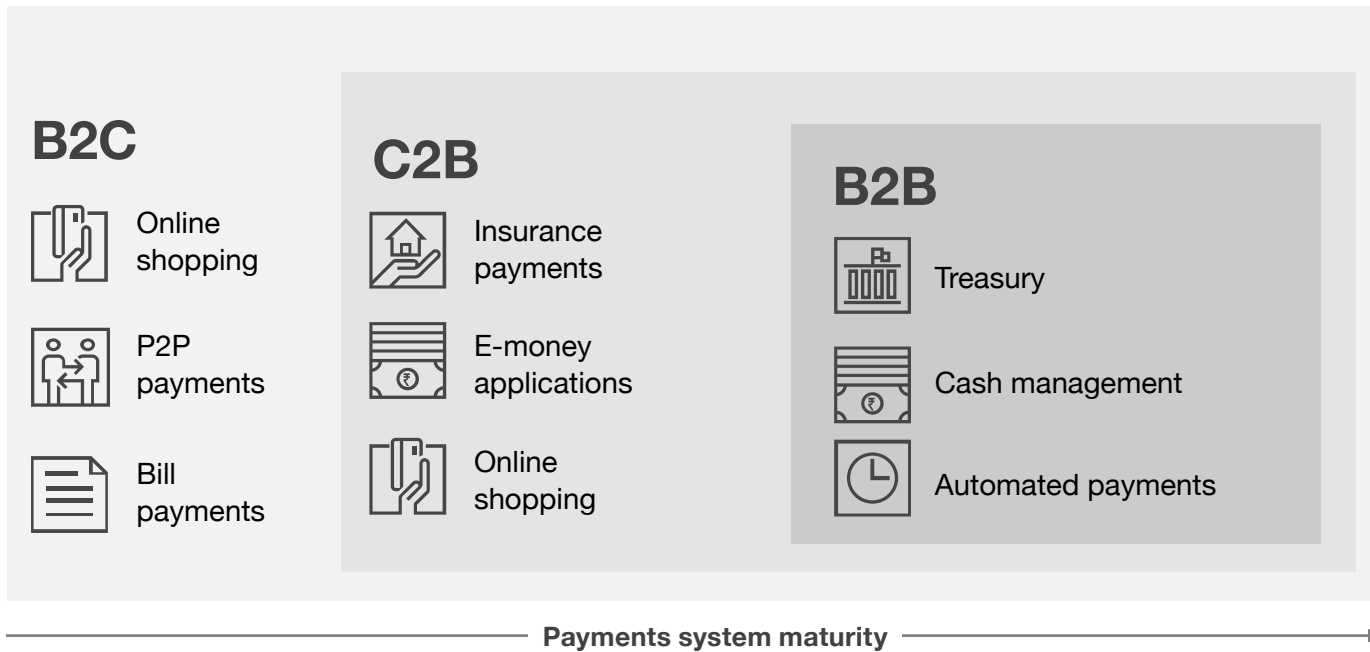 B2C
Online
shopping
P2P
payments
Bill
payments
C2B
Insurance
payments
E-money
applications
₹
Online
shopping
B2B
Treasury
Cash management
₹
Automated payments
Payments system maturity